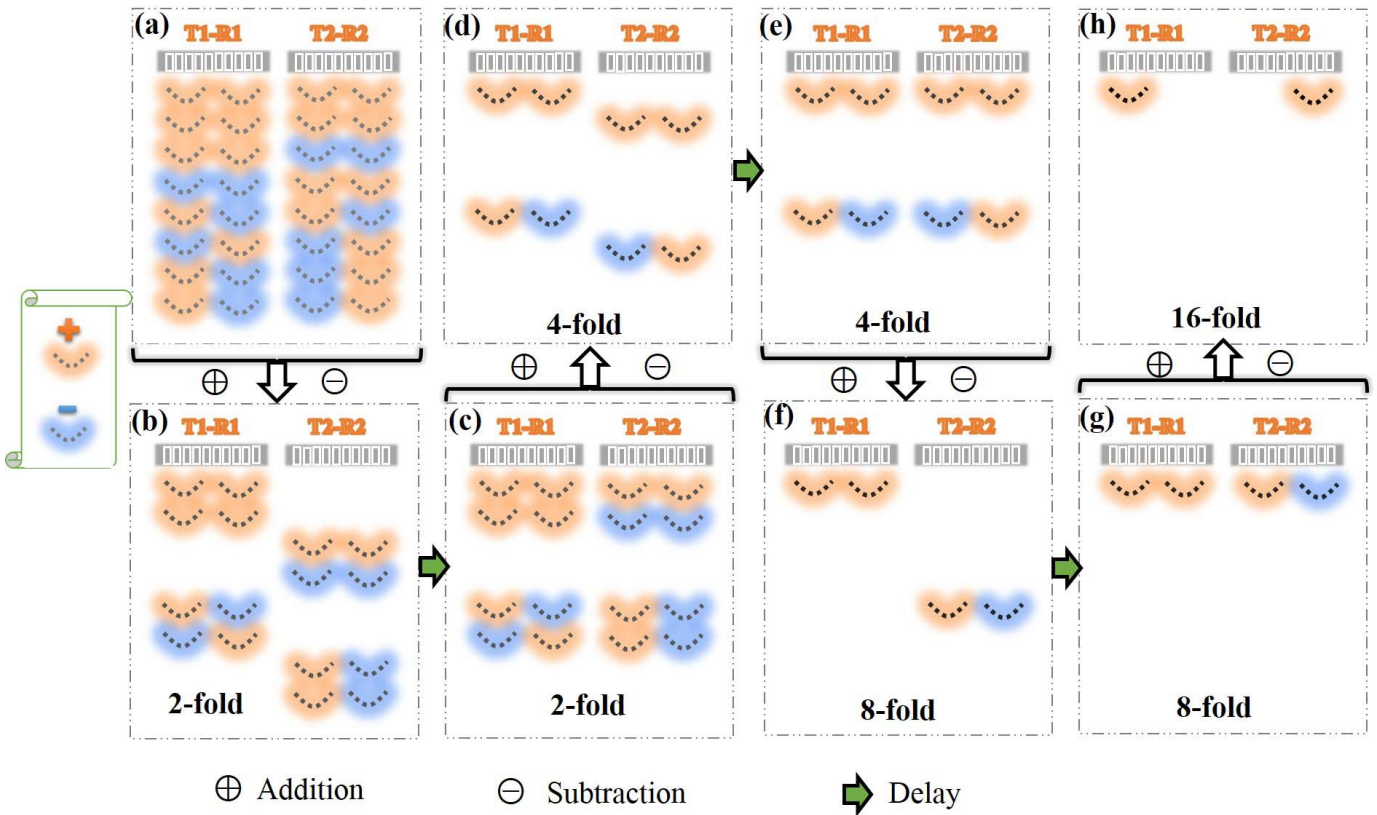 (a) T1-R1 T2-R2
(d) T1-R1 T2-R2
4-fold
(e) T1-R1 T2-R2
4-fold
(h) T1-R1 T2-R2
16-fold
+
-
⊕ ⊖
⊕ ⊖
⊕ ⊖
⊕ ⊖
(b) T1-R1 T2-R2
2-fold
(c) T1-R1 T2-R2
2-fold
(f) T1-R1 T2-R2
8-fold
(g) T1-R1 T2-R2
8-fold
⊕ Addition ⊖ Subtraction Delay